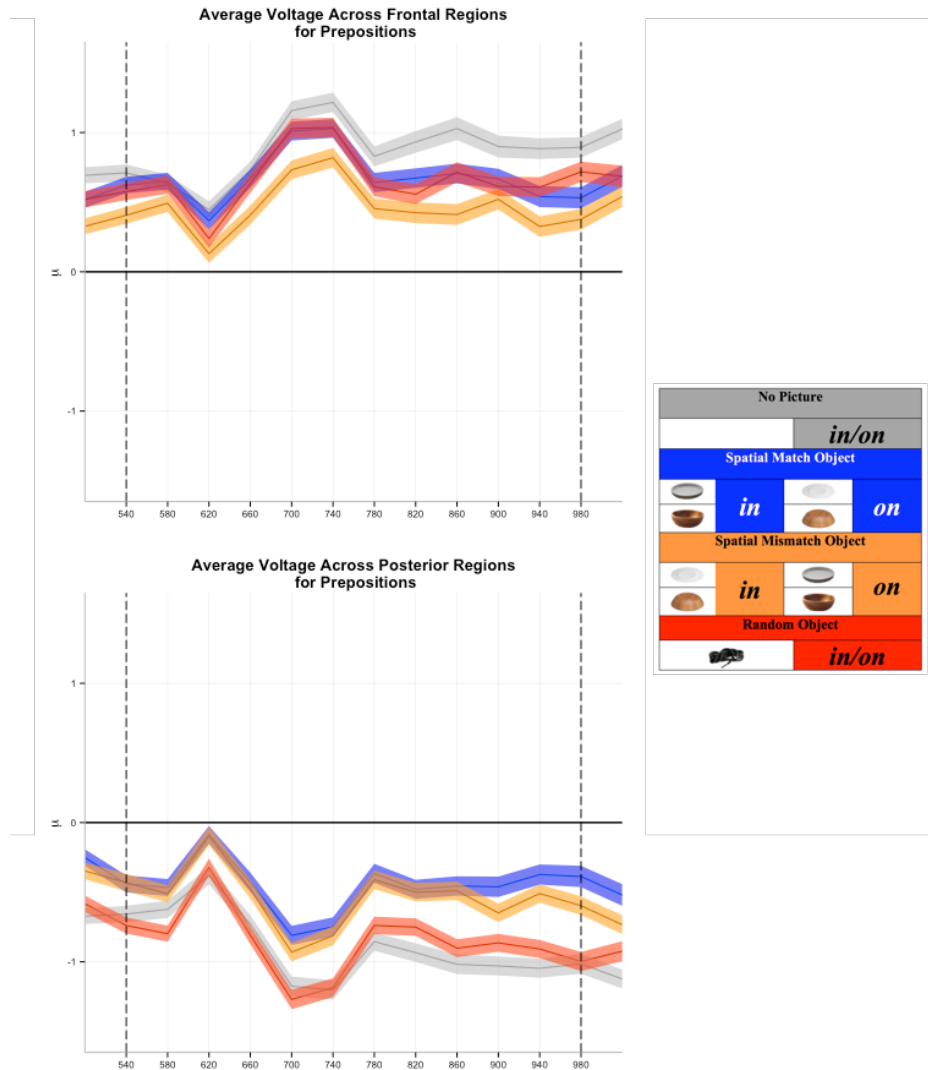 Average Voltage Across Frontal Regions
for Prepositions
1
0
-1
μ
540 580 620 660 700 740 780 820 860 900 940 980
Average Voltage Across Posterior Regions
for Prepositions
1
0
-1
μ
540 580 620 660 700 740 780 820 860 900 940 980
No Picture
in/on
Spatial Match Object
in on
Spatial Mismatch Object
in on
Random Object
in/on